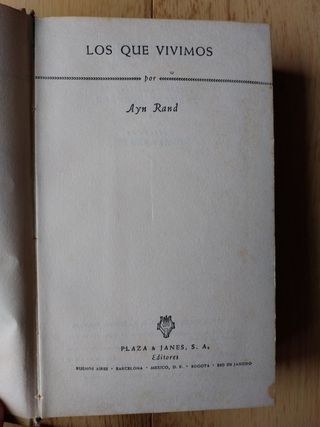 LOS QUE VIVIMOS
por
Ayn Rand
PLAZA & JANES, S. A.
Editores
BUENOS AIRES • BARCELONA • MEXICO, D. F. • BOGOTA • RIO DE JANEIRO